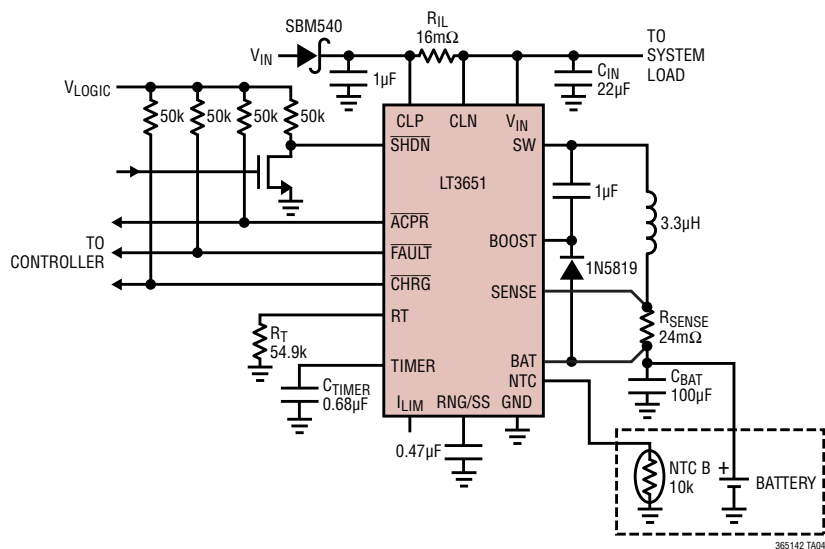 SBM540
V_IN
R_IL
16mΩ
TO
SYSTEM
LOAD
1µF
C_IN
22µF
V_LOGIC
50k
50k
50k
50k
CLP
CLN
V_IN
SHDN
SW
LT3651
1µF
3.3µH
ACPR
BOOST
TO
CONTROLLER
FAULT
1N5819
CHRG
SENSE
R_SENSE
24mΩ
RT
R_T
54.9k
BAT
TIMER
NTC
C_BAT
100µF
C_TIMER
0.68µF
I_LIM
RNG/SS
GND
0.47µF
NTC B
10k
+
BATTERY
365142 TA04